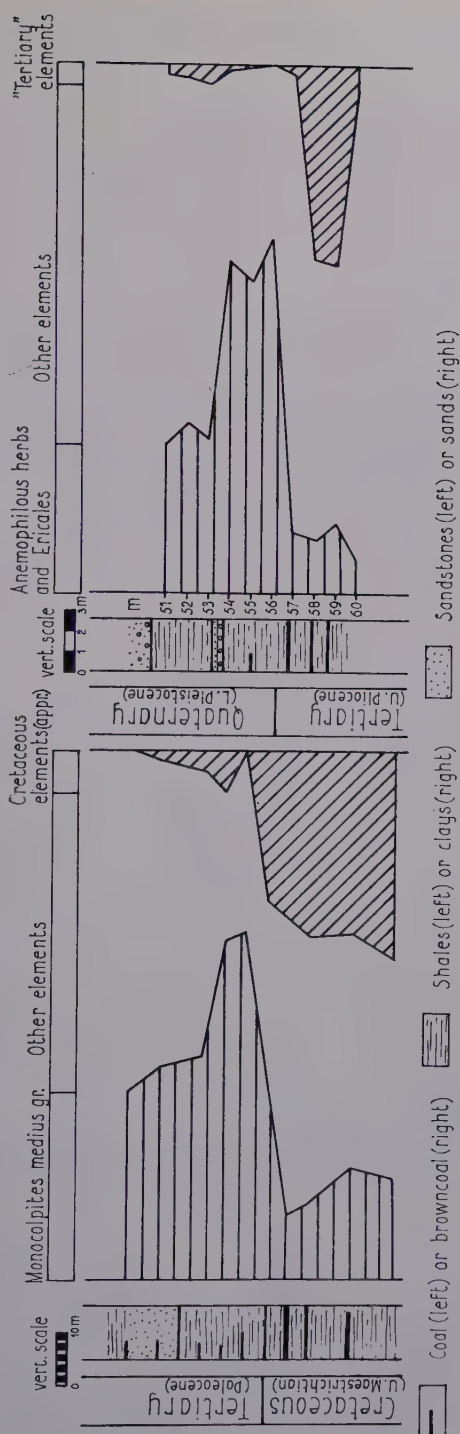 vert. scale
0 10m
Monocolpites medius gr.
Other elements
Cretaceous
elements (appr.)
Tertiary
(Paleocene)
Cretaceous
(U. Maestrichtian)
vert. scale
0 1 2 3m
Anemophilous herbs
and Ericales
Other elements
"Tertiary"
elements
Quaternary
(L. Pleistocene)
Tertiary
(U. Pliocene)
m
51
52
53
54
55
56
57
58
59
60
Coal (left) or browncoal (right)
Shales (left) or clays (right)
Sandstones (left) or sands (right)